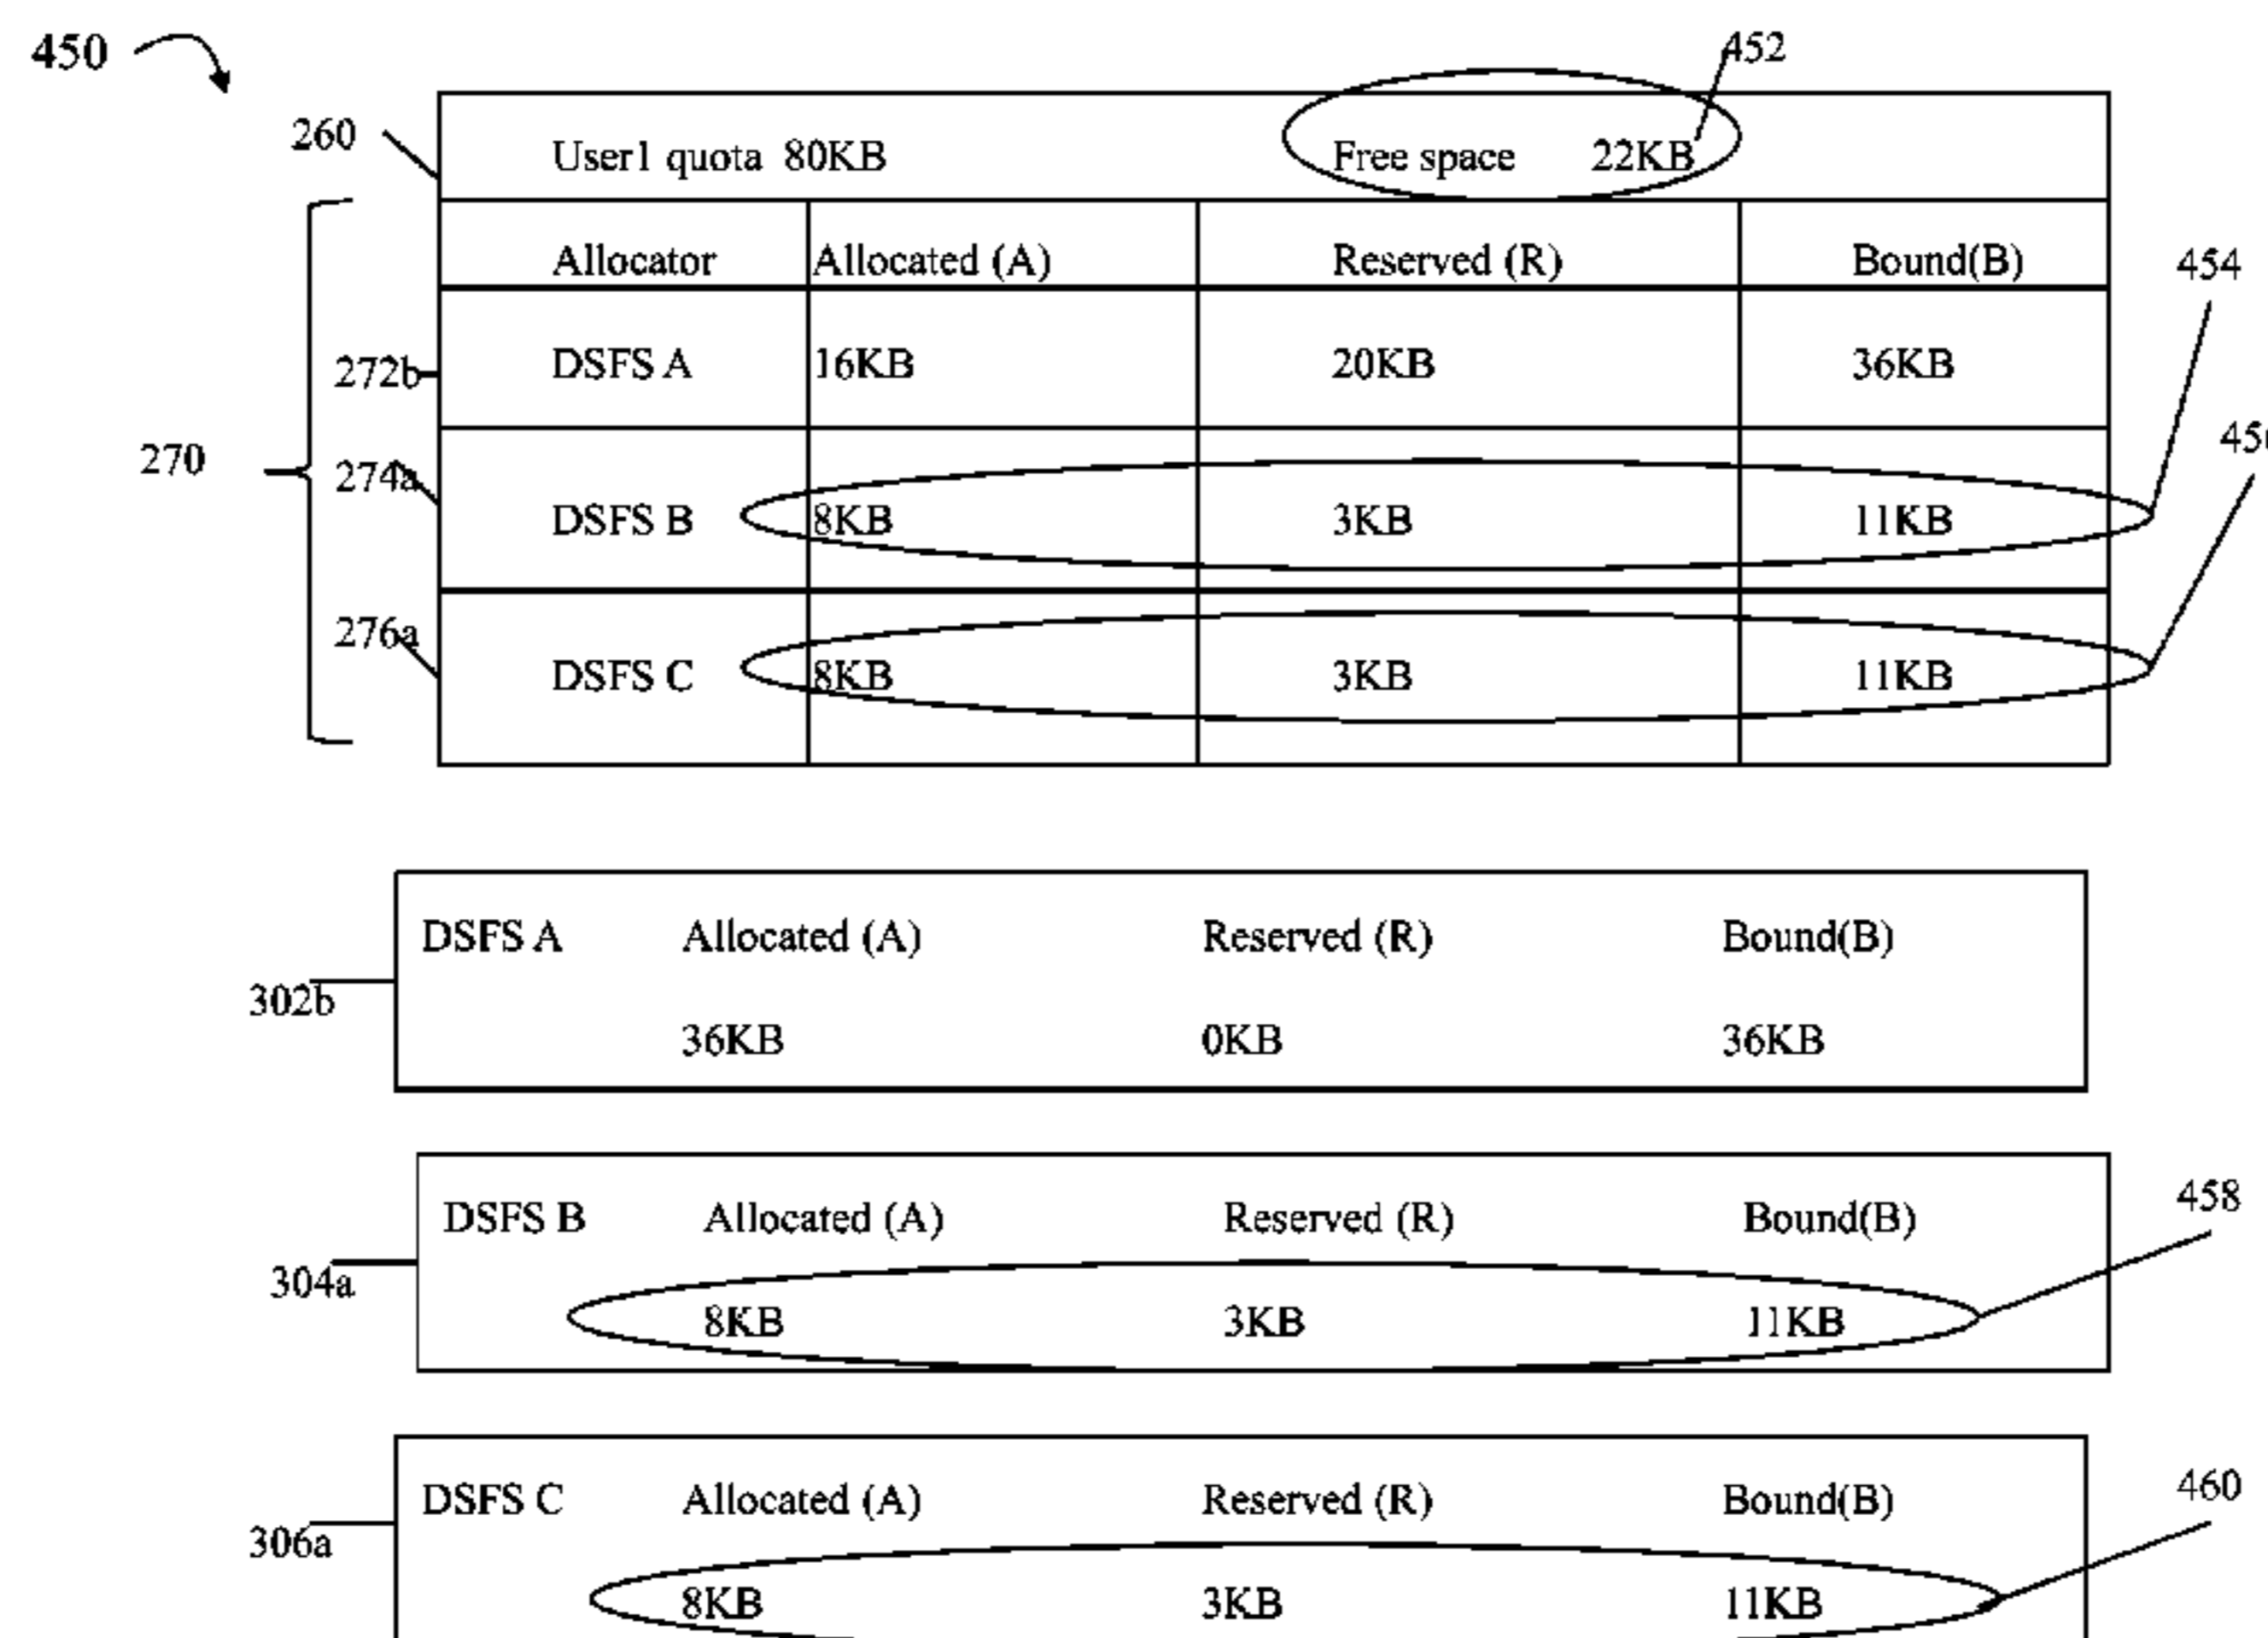 450
452
260
User1 quota 80KB Free space 22KB
Allocator Allocated (A) Reserved (R) Bound(B)
454
272b DSFS A 16KB 20KB 36KB
270
274a DSFS B 8KB 3KB 11KB
276a DSFS C 8KB 3KB 11KB
DSFS A Allocated (A) Reserved (R) Bound(B)
302b
36KB 0KB 36KB
458
DSFS B Allocated (A) Reserved (R) Bound(B)
304a
8KB 3KB 11KB
460
DSFS C Allocated (A) Reserved (R) Bound(B)
306a
8KB 3KB 11KB